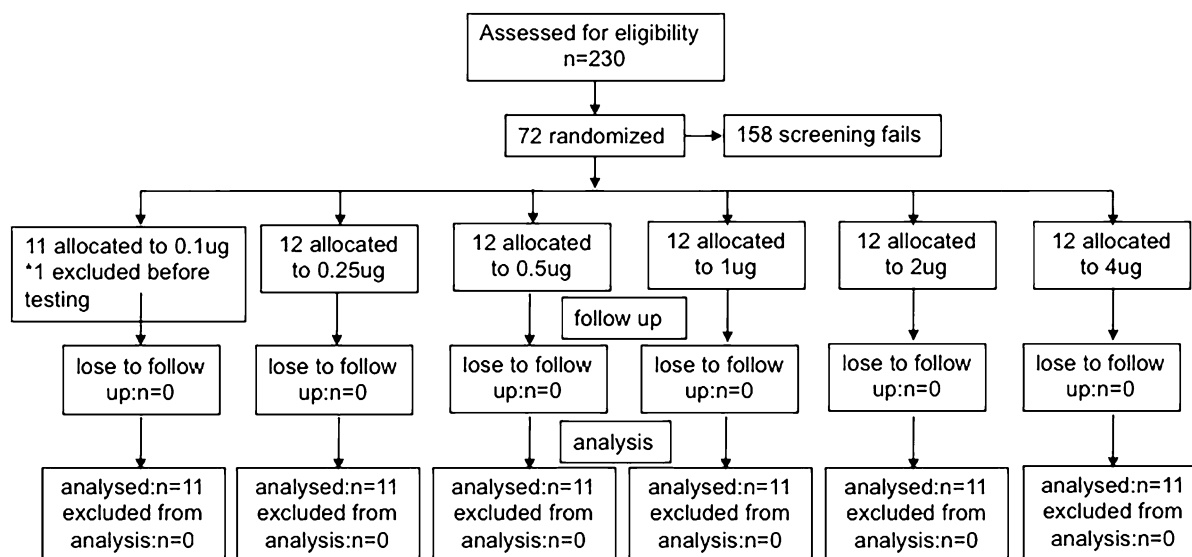 Assessed for eligibility
n=230
72 randomized
158 screening fails
11 allocated to 0.1ug
*1 excluded before
testing
12 allocated
to 0.25ug
12 allocated
to 0.5ug
12 allocated
to 1ug
12 allocated
to 2ug
12 allocated
to 4ug
follow up
lose to follow
up:n=0
lose to follow
up:n=0
lose to follow
up:n=0
lose to follow
up:n=0
lose to follow
up:n=0
lose to follow
up:n=0
analysis
analysed:n=11
excluded from
analysis:n=0
analysed:n=11
excluded from
analysis:n=0
analysed:n=11
excluded from
analysis:n=0
analysed:n=11
excluded from
analysis:n=0
analysed:n=11
excluded from
analysis:n=0
analysed:n=11
excluded from
analysis:n=0